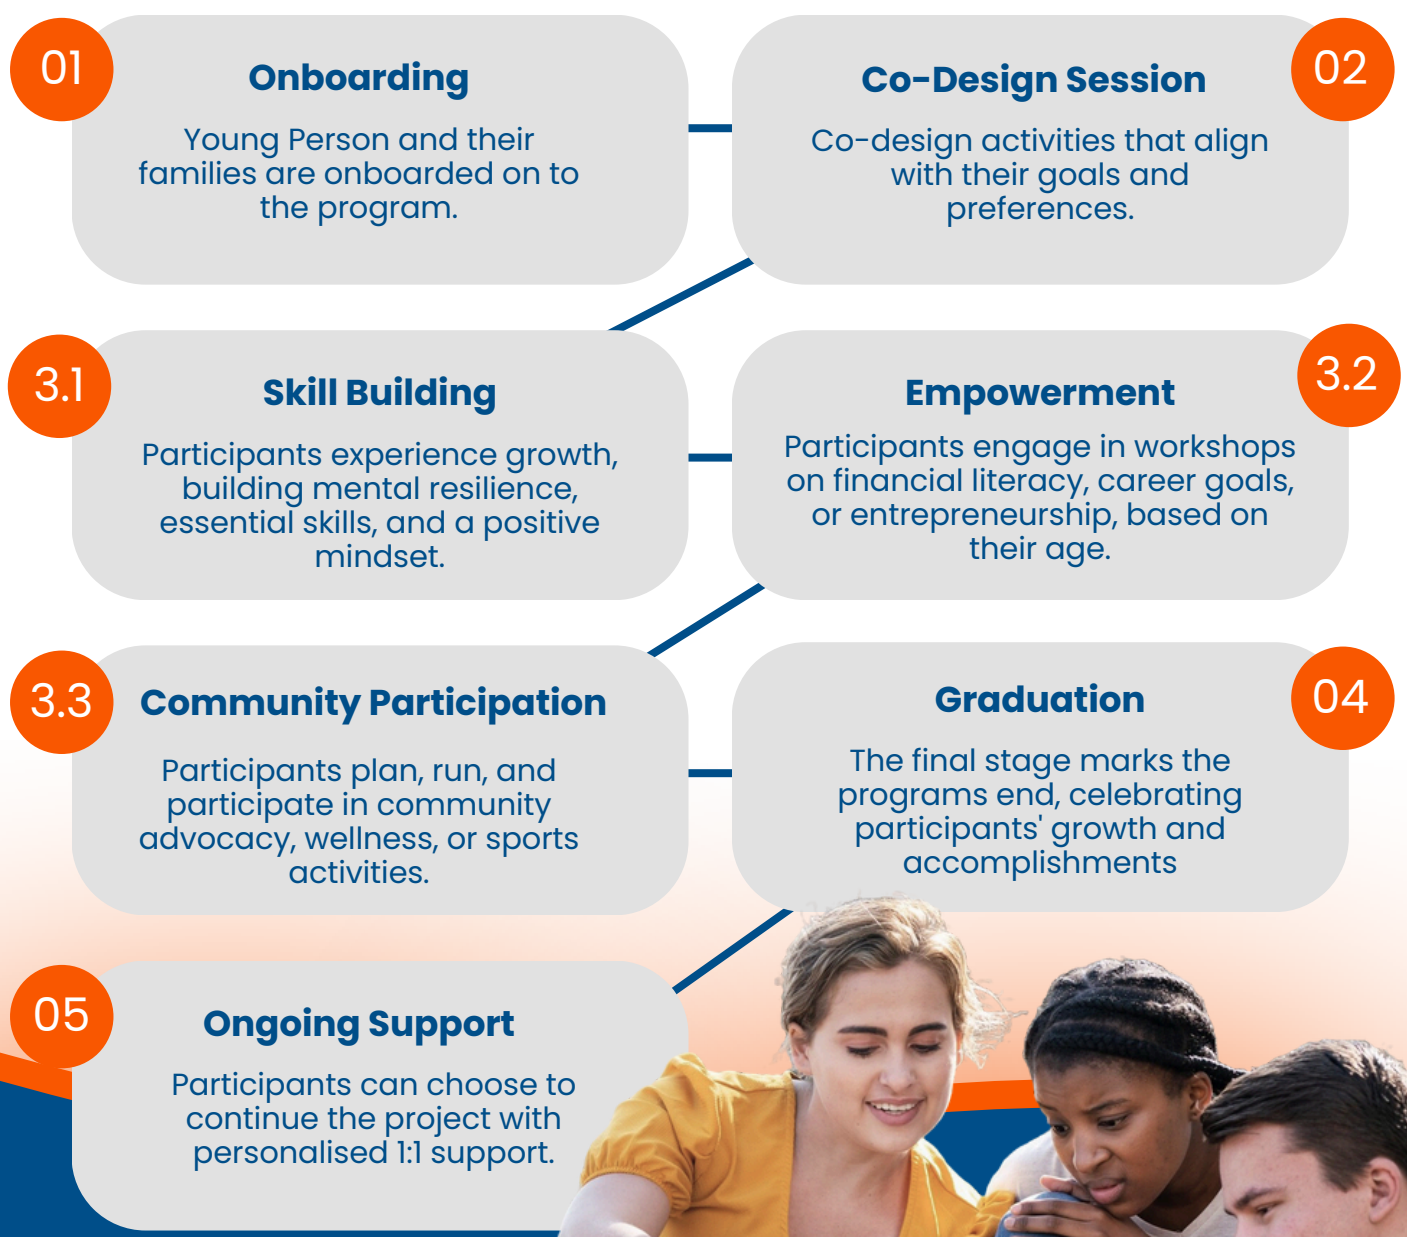 01
Onboarding
Young Person and their
families are onboarded on to
the program.
02
Co-Design Session
Co-design activities that align
with their goals and
preferences.
3.1
Skill Building
Participants experience growth,
building mental resilience,
essential skills, and a positive
mindset.
3.2
Empowerment
Participants engage in workshops
on financial literacy, career goals,
or entrepreneurship, based on
their age.
3.3
Community Participation
Participants plan, run, and
participate in community
advocacy, wellness, or sports
activities.
04
Graduation
The final stage marks the
programs end, celebrating
participants' growth and
accomplishments
05
Ongoing Support
Participants can choose to
continue the project with
personalised 1:1 support.